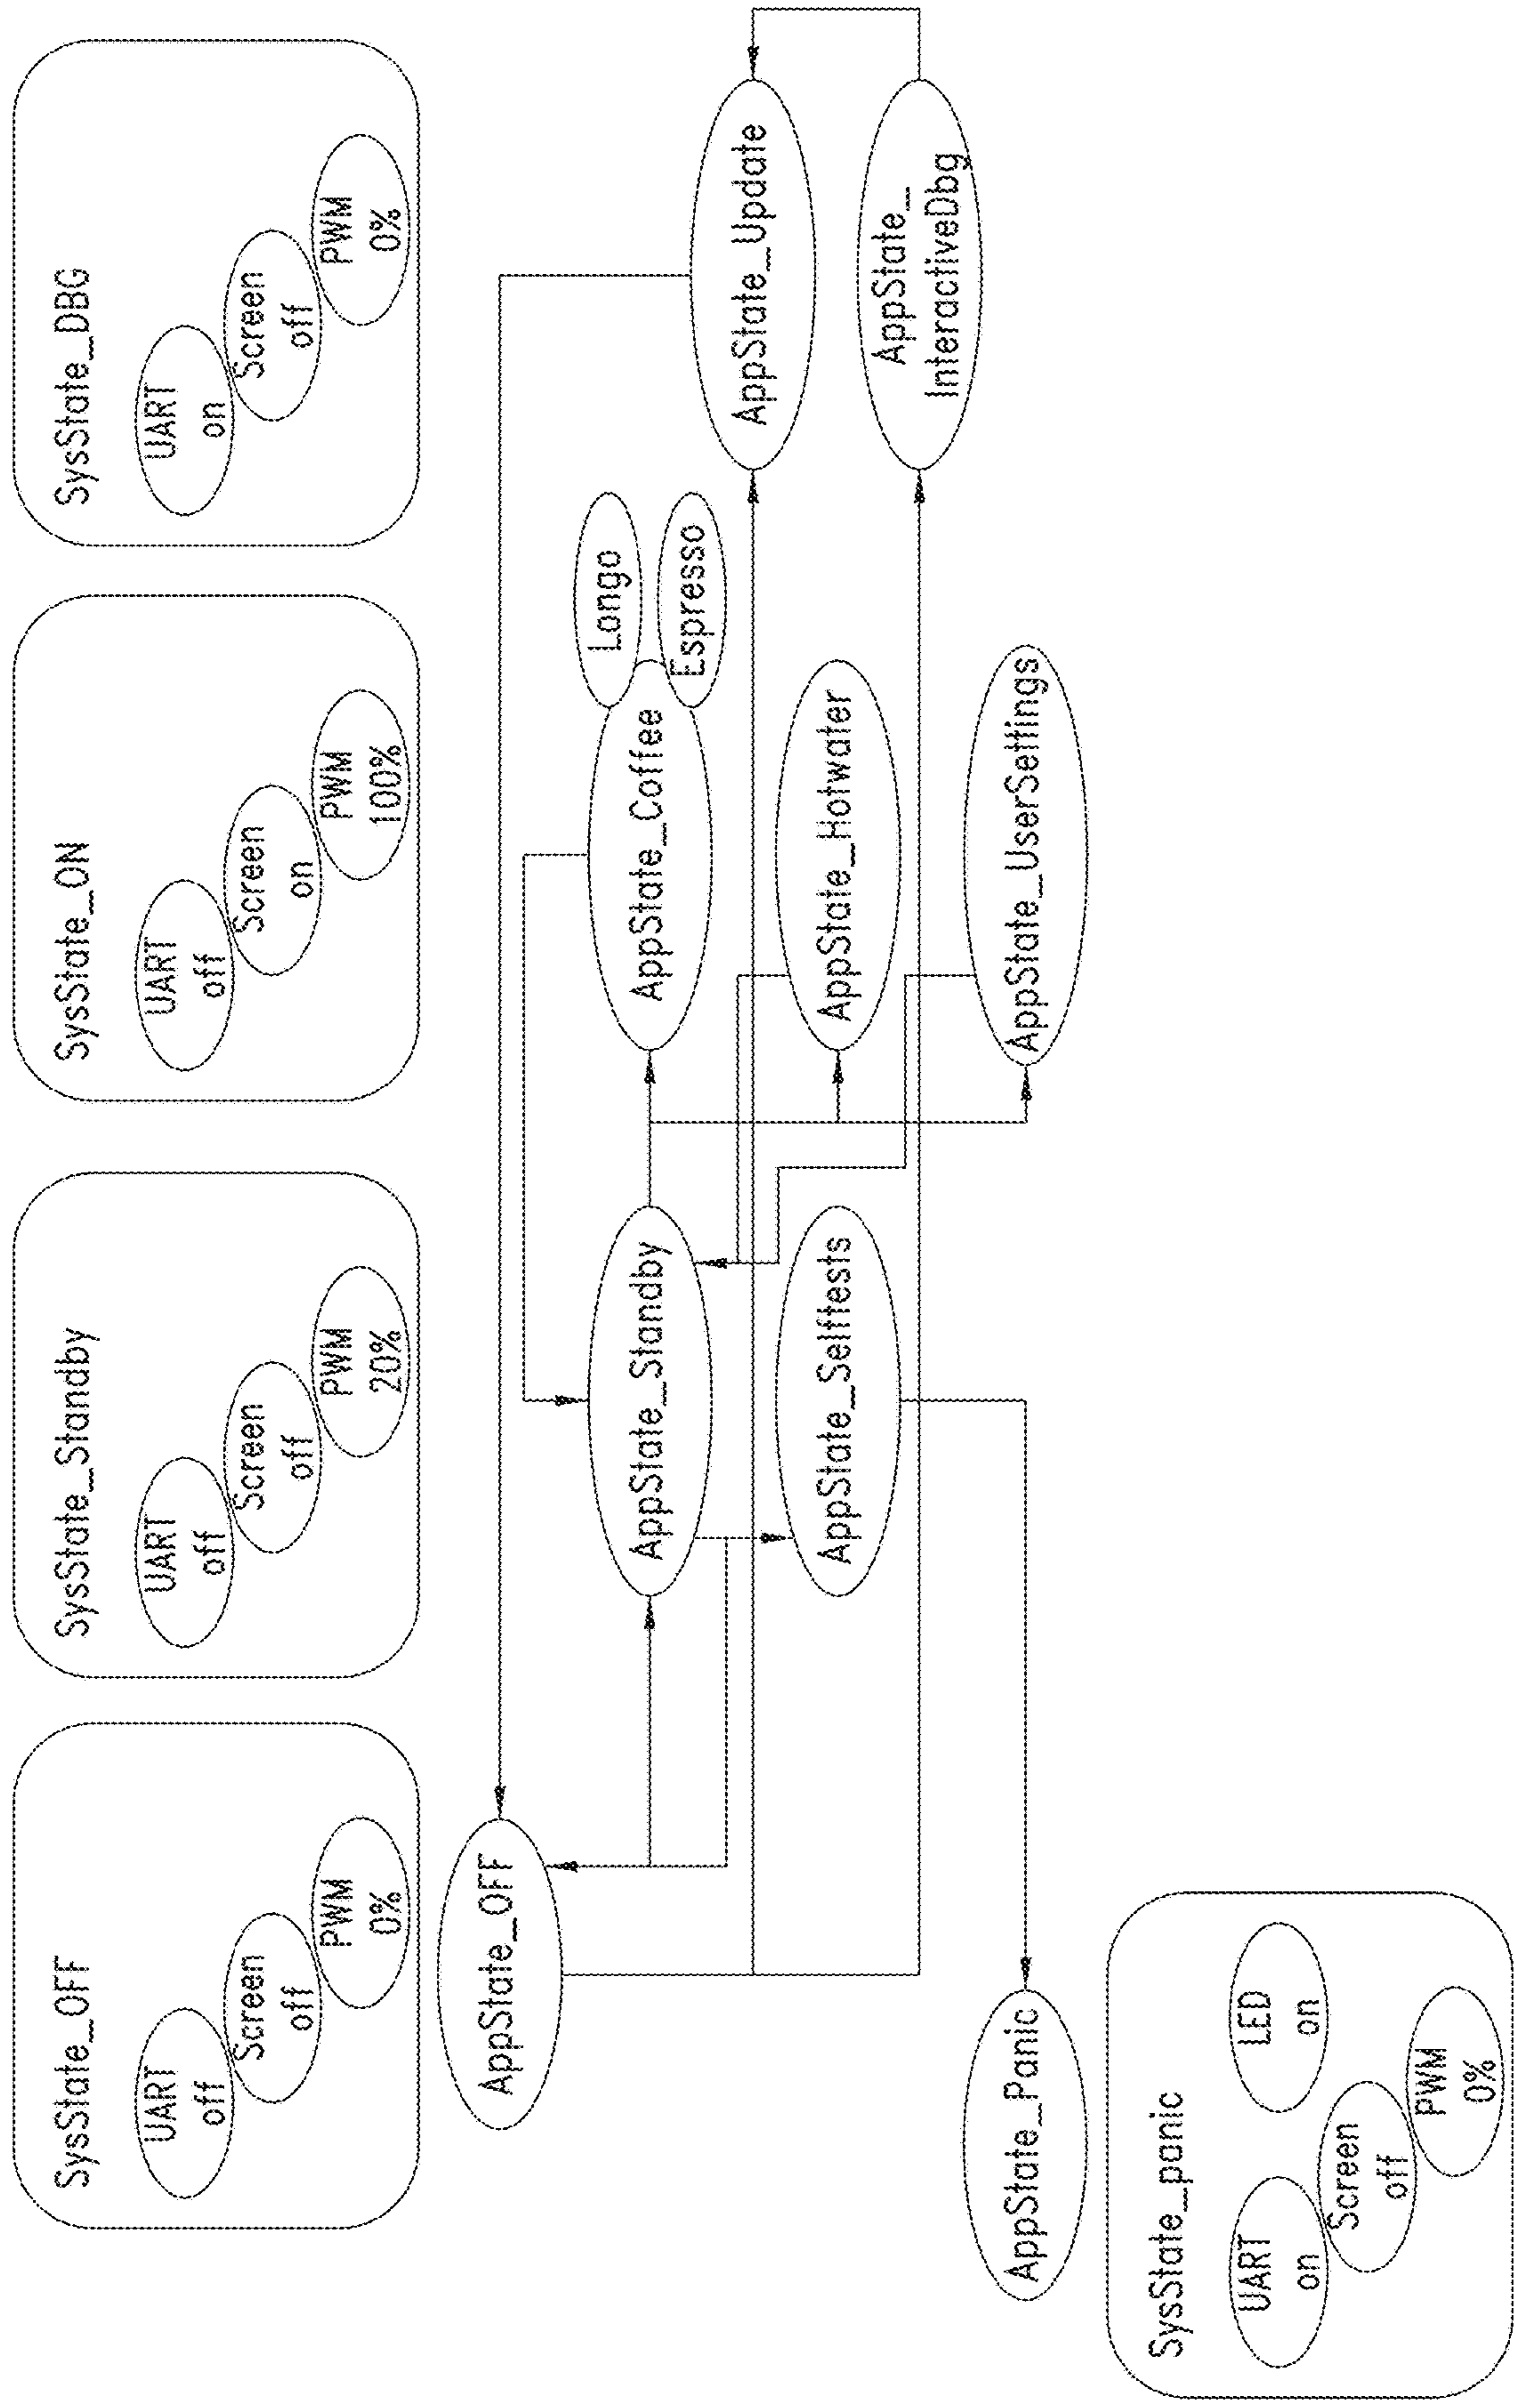 SysState_OFF
UART
off
Screen
off
PWM
0%
SysState_Standby
UART
off
Screen
off
PWM
20%
SysState_ON
UART
off
Screen
on
PWM
100%
SysState_DBG
UART
on
Screen
off
PWM
0%
AppState_OFF
AppState_Standby
AppState_Coffee
Longo
Espresso
AppState_Update
AppState_Selftests
AppState_Hotwater
AppState_
InteractiveDbg
AppState_Panic
AppState_UserSettings
SysState_panic
UART
on
LED
on
Screen
off
PWM
0%